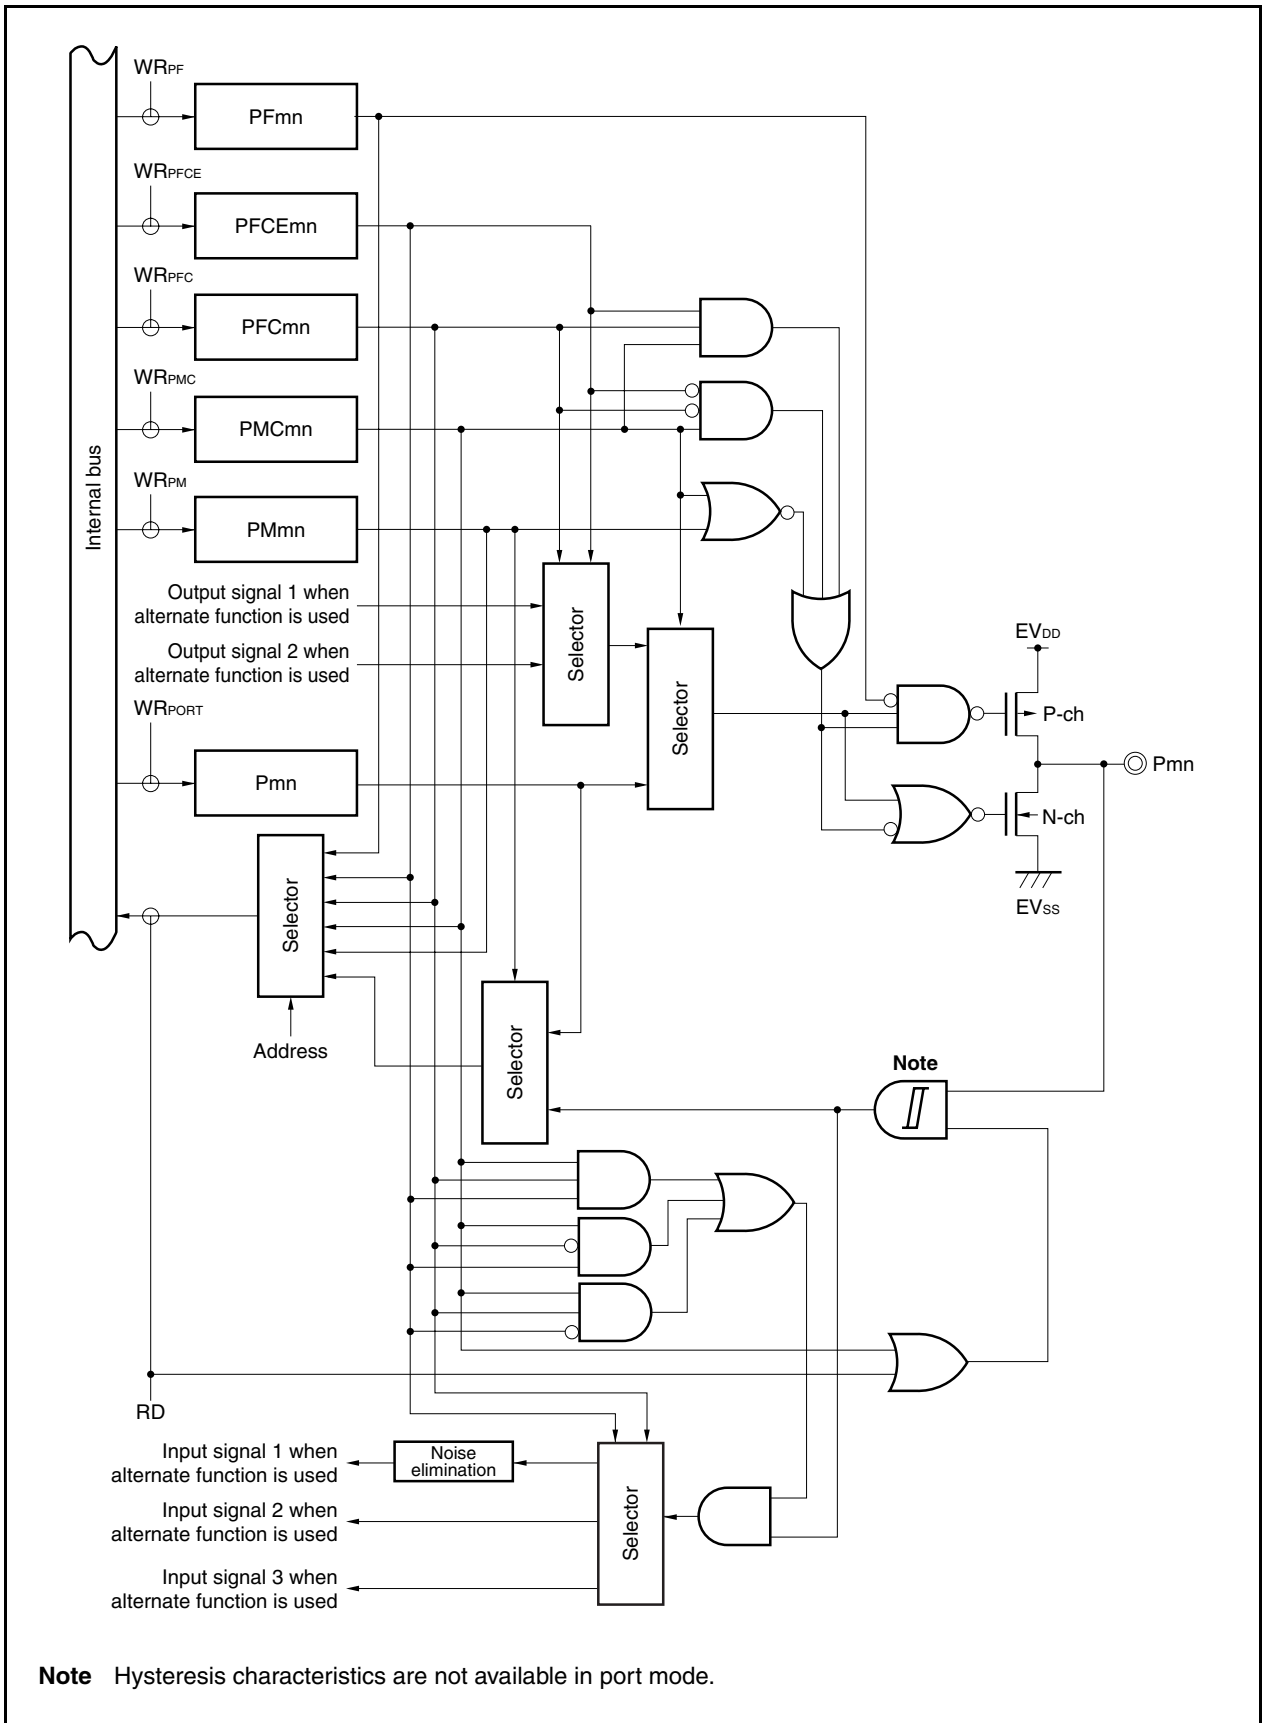 WRPF
PFmn
WRPFCE
PFCEmn
WRPFC
PFCmn
WRPMC
PMCmn
Internal bus
WRPM
PMmn
Output signal 1 when
alternate function is used
Selector
Output signal 2 when
alternate function is used
Selector
EVDD
P-ch
WRPORT
Pmn
Pmn
N-ch
EVSS
Selector
Address
Selector
Note
RD
Input signal 1 when
alternate function is used
Noise
elimination
Input signal 2 when
alternate function is used
Selector
Input signal 3 when
alternate function is used
Note Hysteresis characteristics are not available in port mode.